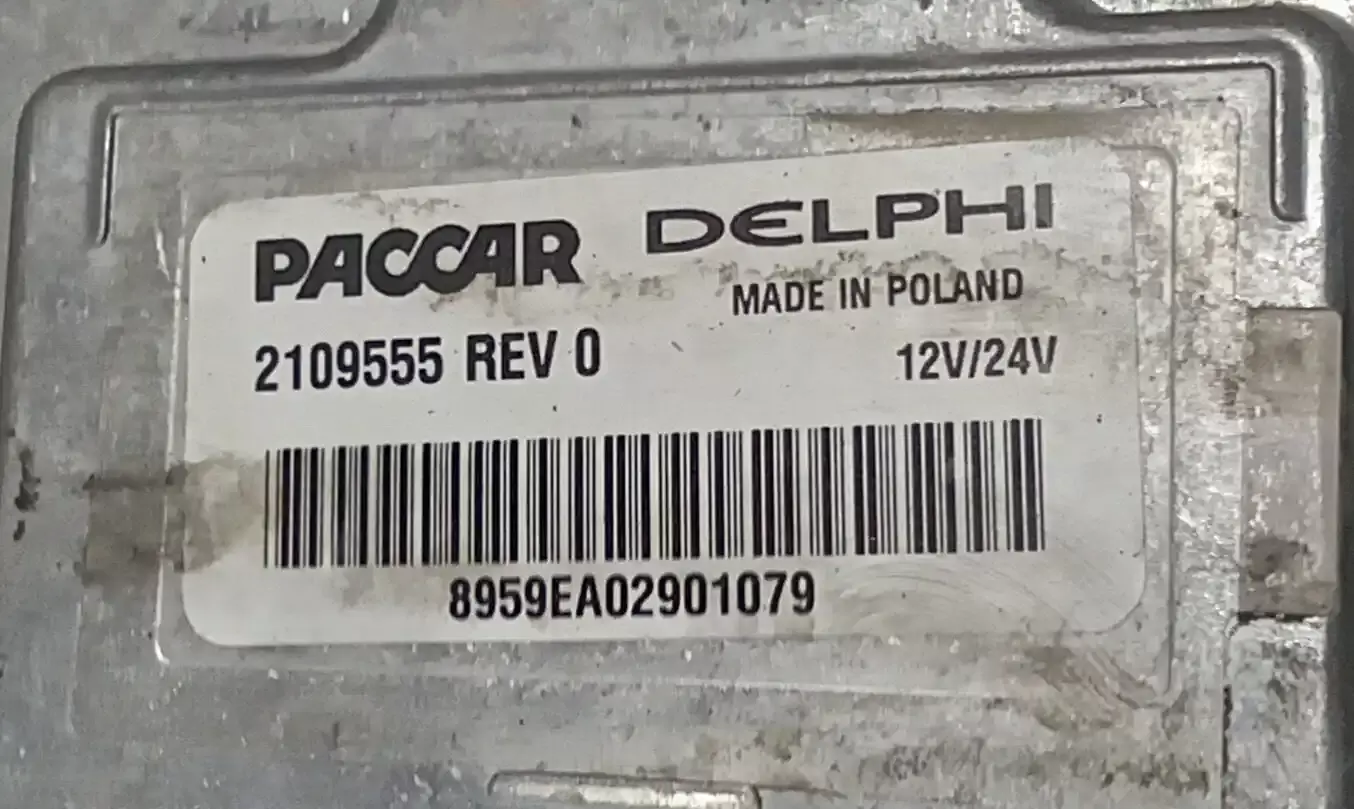 PACCAR DELPHI
MADE IN POLAND
2109555 REV 0
12V/24V
8959EA02901079